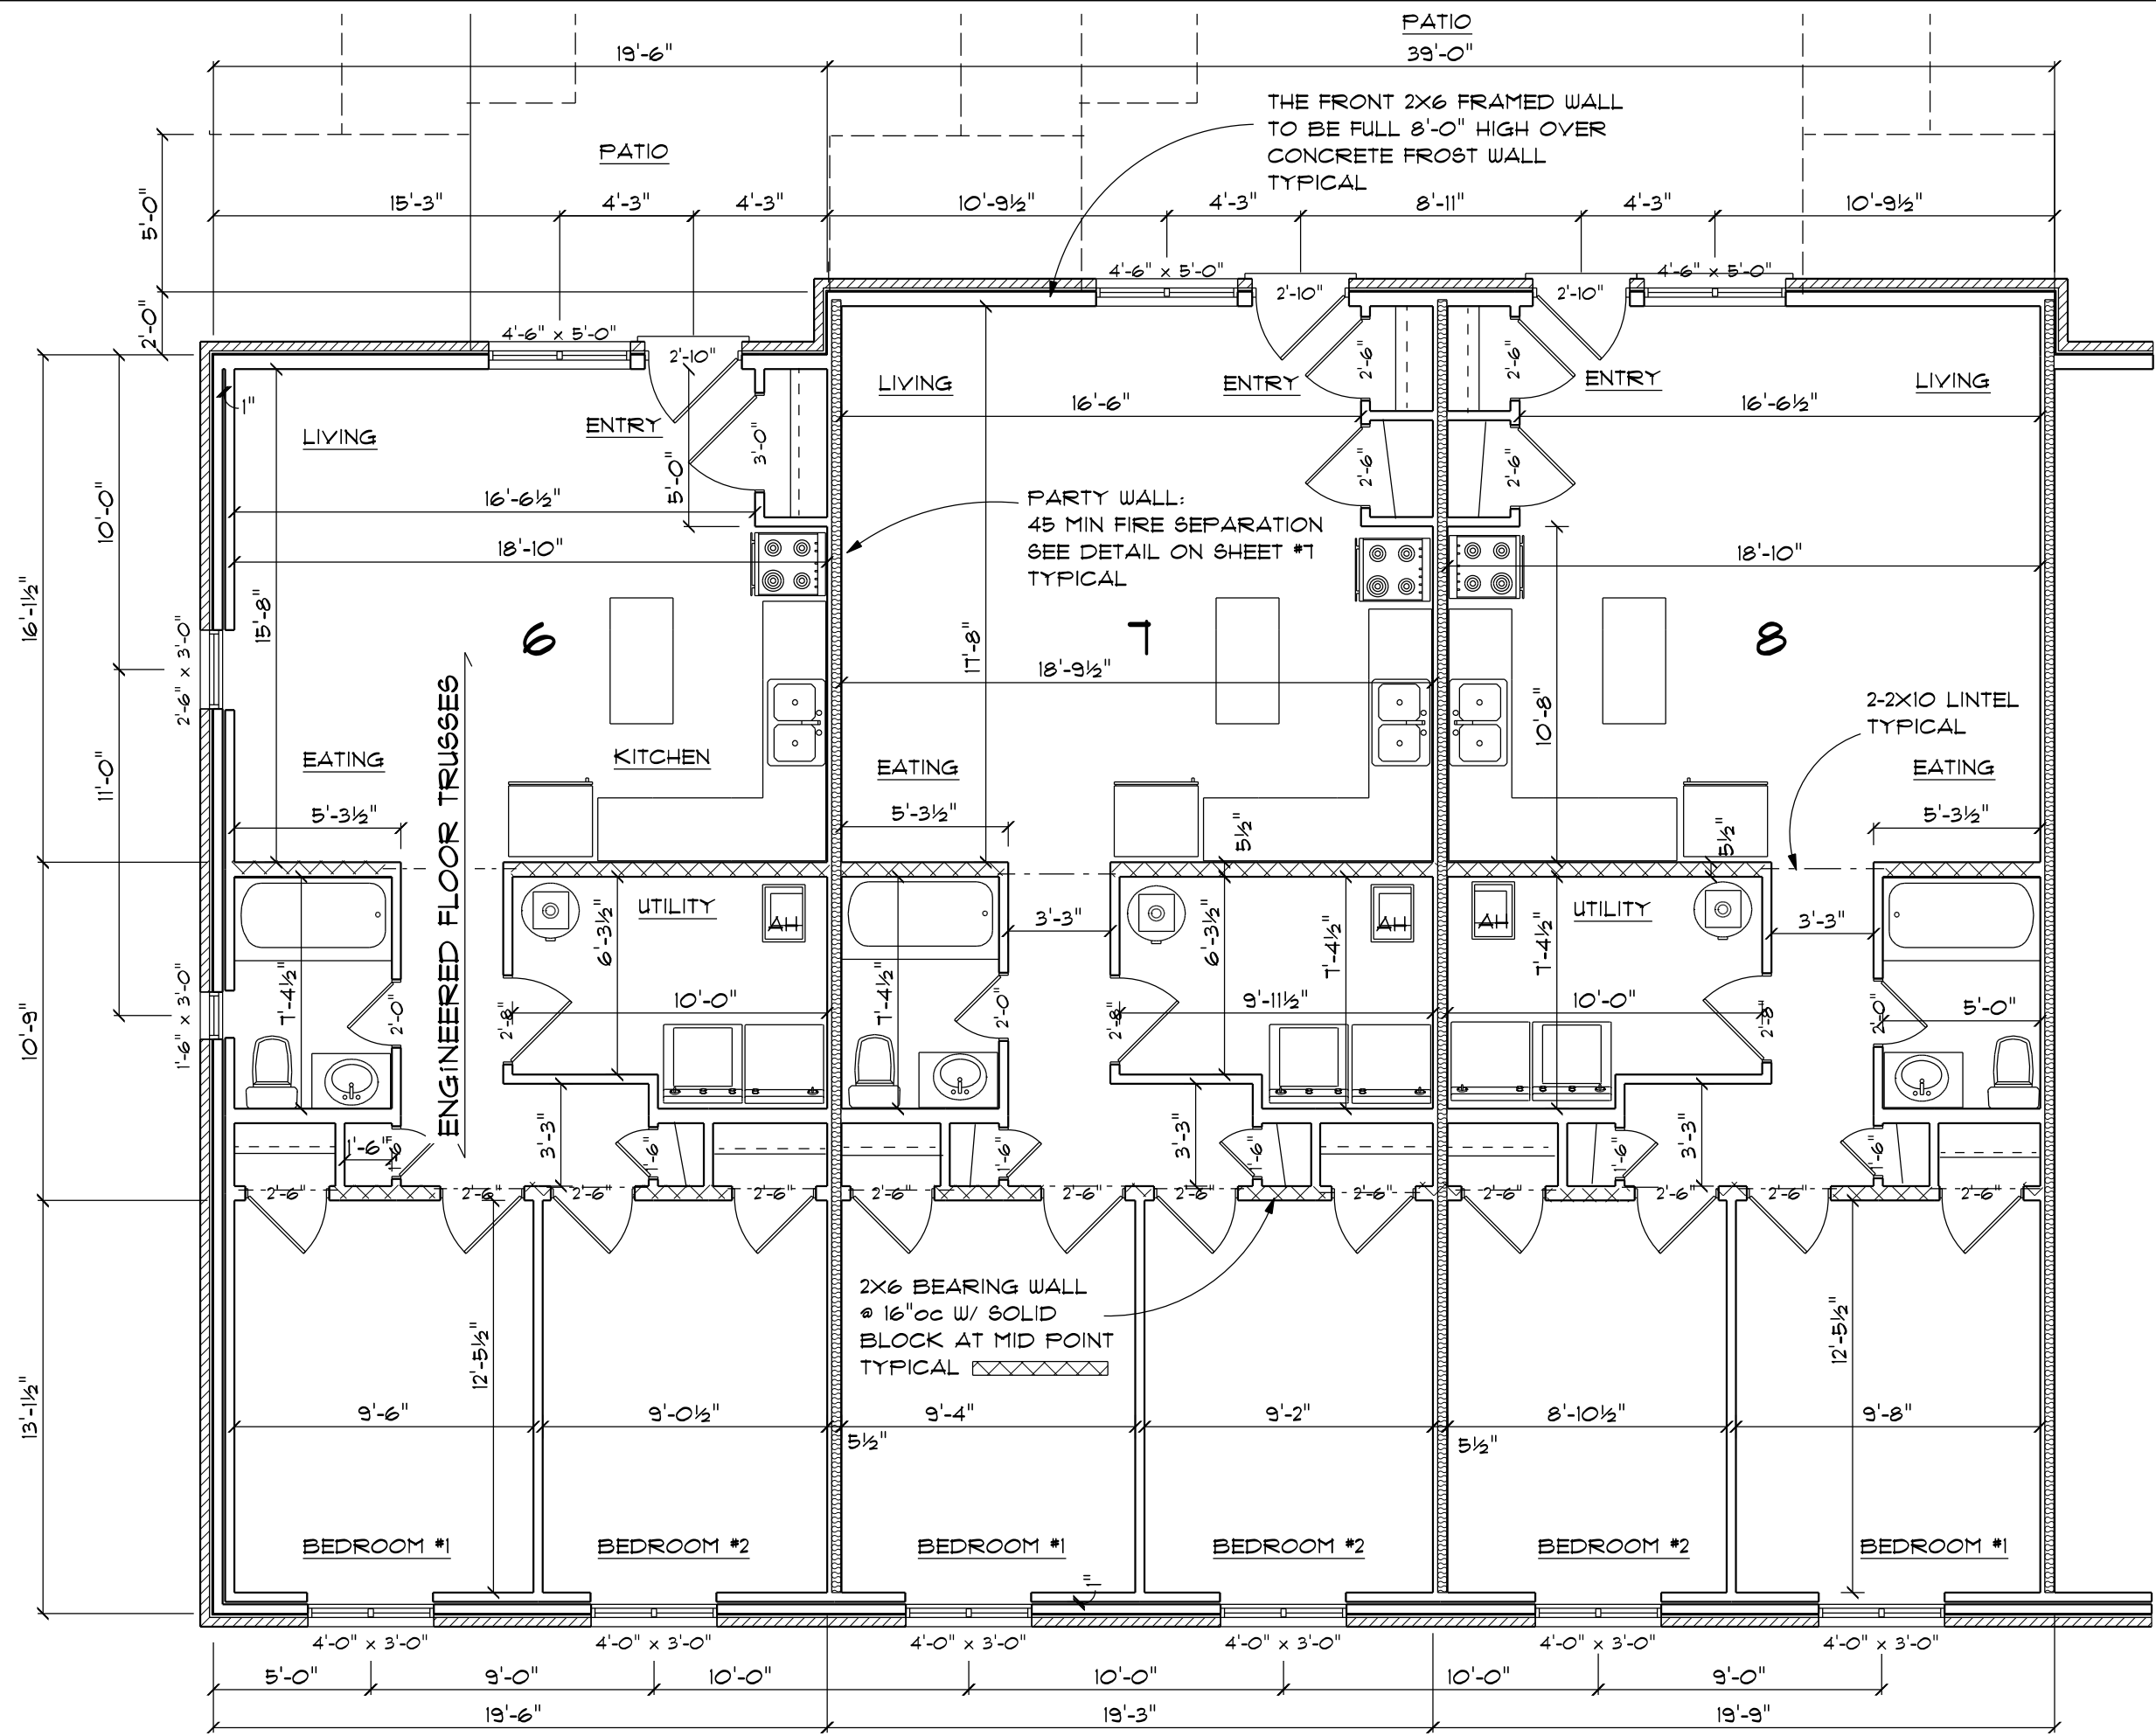 PATIO
19'-6"
39'-0"
THE FRONT 2X6 FRAMED WALL
TO BE FULL 8'-0" HIGH OVER
CONCRETE FROST WALL
TYPICAL
PATIO
5'-0"
15'-3"
4'-3"
4'-3"
10'-9½"
4'-3"
8'-11"
4'-3"
10'-9½"
2'-0"
4'-6" x 5'-0"
4'-6" x 5'-0"
4'-6" x 5'-0"
2'-10"
2'-10"
2'-10"
1"
LIVING
ENTRY
3'-0"
5'-0"
LIVING
ENTRY
2'-6"
2'-6"
ENTRY
LIVING
16'-6"
16'-6½"
2'-6"
2'-6"
10'-0"
16'-6½"
PARTY WALL:
45 MIN FIRE SEPARATION
SEE DETAIL ON SHEET #7
TYPICAL
18'-10"
18'-10"
16'-1½"
15'-8"
2'-6" x 3'-0"
6
7
8
17'-8"
18'-9½"
10'-8"
2-2X10 LINTEL
TYPICAL
ENGINEERED FLOOR TRUSSES
11'-0"
EATING
KITCHEN
EATING
EATING
5'-3½"
5'-3½"
5'-3½"
5½"
5½"
UTILITY
AH
AH
AH
UTILITY
3'-3"
3'-3"
6'-3½"
6'-3½"
7'-4½"
7'-4½"
7'-4½"
7'-4½"
10'-9"
1'-6" x 3'-0"
2'-0"
2'-8"
10'-0"
2'-0"
2'-8"
9'-11½"
10'-0"
2'-8"
2'-0"
5'-0"
3'-3"
3'-3"
3'-3"
1'-6"
1'-6"
1'-6"
1'-6"
1'-6"
1'-6"
1'-6"
2'-6"
2'-6"
2'-6"
2'-6"
2'-6"
2'-6"
2'-6"
2'-6"
2'-6"
2'-6"
2'-6"
2'-6"
2X6 BEARING WALL
@ 16"oc W/ SOLID
BLOCK AT MID POINT
TYPICAL
13'-1½"
12'-5½"
12'-5½"
9'-6"
9'-0½"
9'-4"
9'-2"
8'-10½"
9'-8"
5½"
5½"
BEDROOM #1
BEDROOM #2
BEDROOM #1
BEDROOM #2
BEDROOM #2
BEDROOM #1
1"
4'-0" x 3'-0"
4'-0" x 3'-0"
4'-0" x 3'-0"
4'-0" x 3'-0"
4'-0" x 3'-0"
4'-0" x 3'-0"
5'-0"
9'-0"
10'-0"
10'-0"
10'-0"
9'-0"
19'-6"
19'-3"
19'-9"